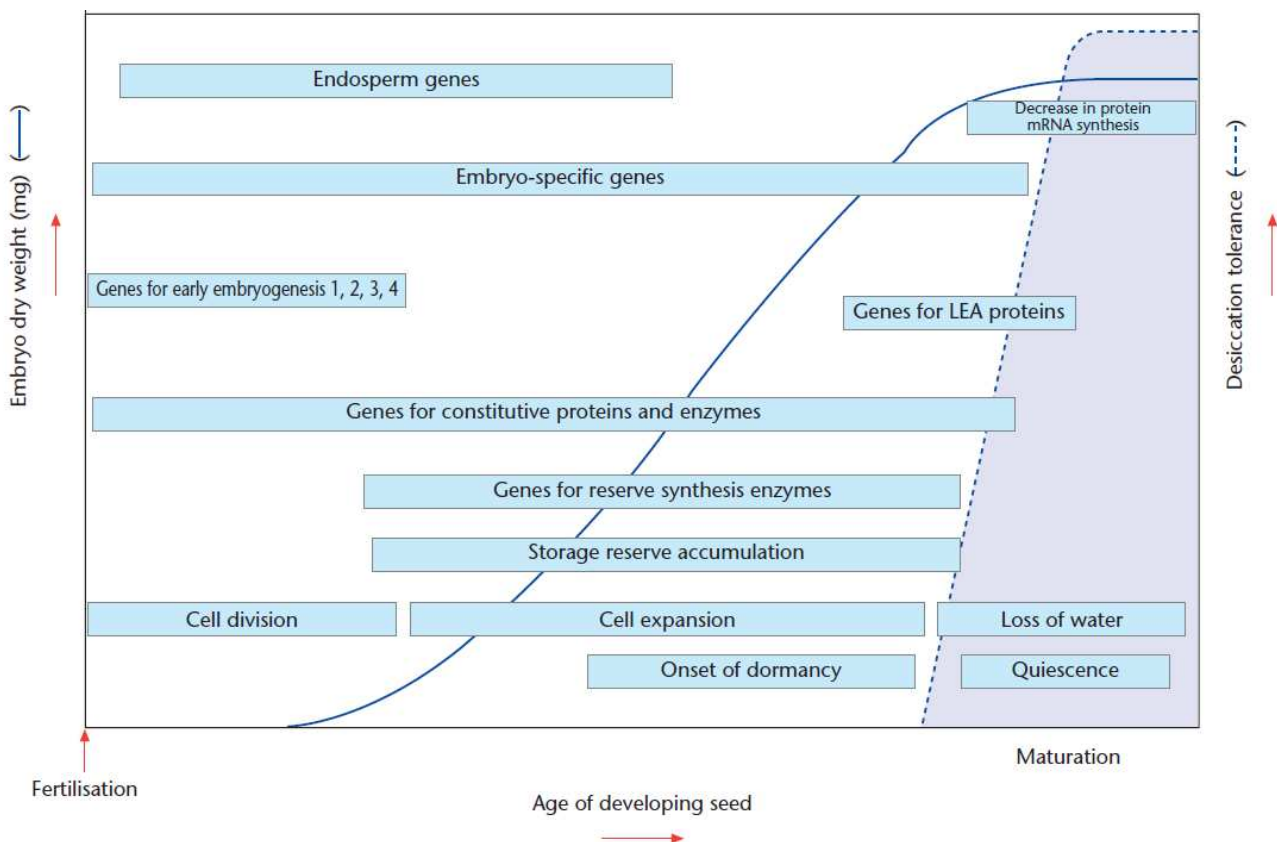 Endosperm genes
Decrease in protein
mRNA synthesis
Embryo-specific genes
Genes for early embryogenesis 1, 2, 3, 4
Genes for LEA proteins
Genes for constitutive proteins and enzymes
Genes for reserve synthesis enzymes
Storage reserve accumulation
Cell division
Cell expansion
Loss of water
Onset of dormancy
Quiescence
Embryo dry weight (mg) ( )
Desiccation tolerance ( )
Maturation
Fertilisation
Age of developing seed